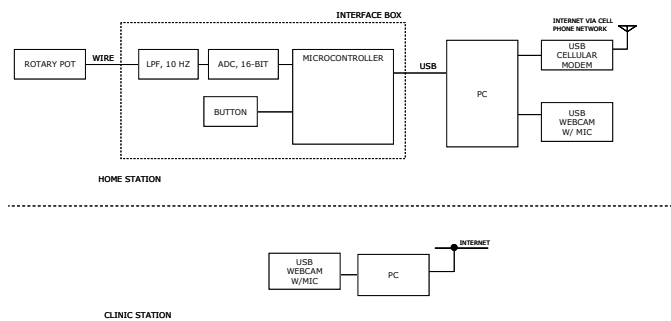 INTERFACE BOX
INTERNET VIA CELL
PHONE NETWORK
ROTARY POT
WIRE
LPF, 10 HZ
ADC, 16-BIT
MICROCONTROLLER
USB
PC
USB
CELLULAR
MODEM
BUTTON
USB
WEBCAM
W/ MIC
HOME STATION
INTERNET
USB
WEBCAM
W/MIC
PC
CLINIC STATION